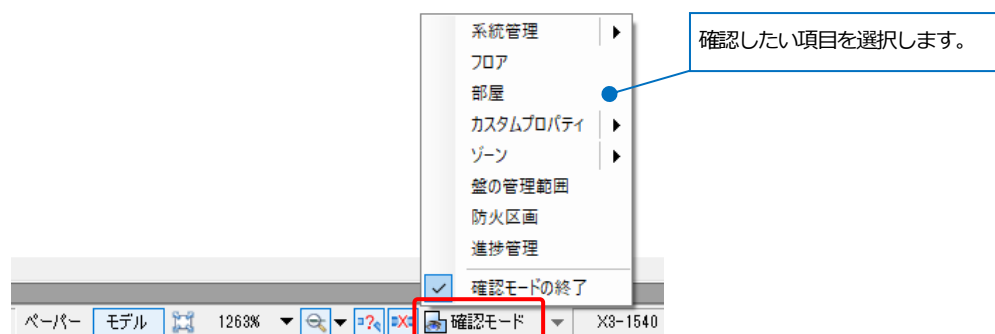 系統管理
フロア
部屋
カスタムプロパティ
ゾーン
盤の管理範囲
防火区画
進捗管理
確認モードの終了
確認したい項目を選択します。
ペーパー モデル 1263% 確認モード X3-1540